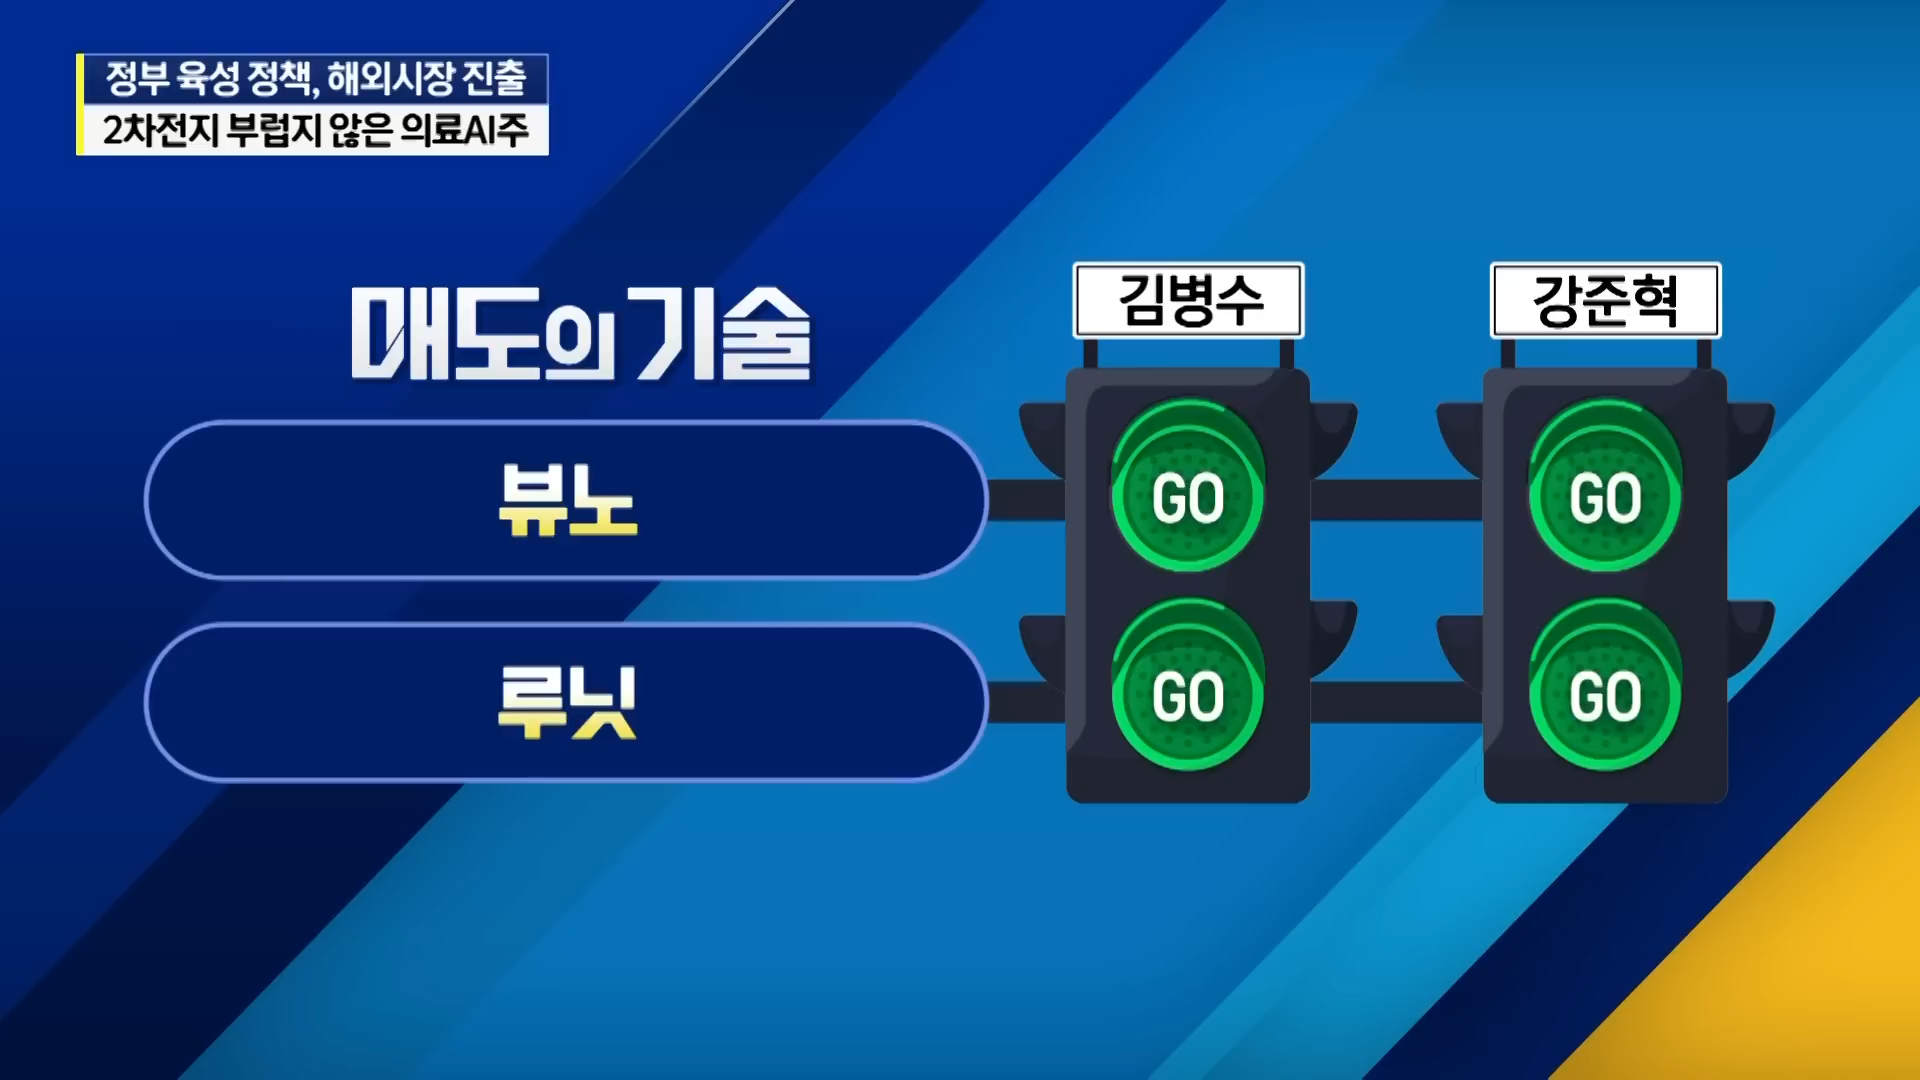 정부 육성 정책, 해외시장 진출
2차전지 부럽지 않은 의료AI주
매도의 기술
김병수
강준혁
뷰노
GO
GO
루닛
GO
GO